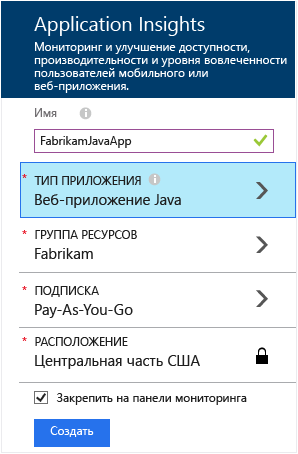 Application Insights
Мониторинг и улучшение доступности,
производительности и уровня вовлеченности
пользователей мобильного или
веб-приложения.
Имя
FabrikamJavaApp
* ТИП ПРИЛОЖЕНИЯ
Веб-приложение Java
* ГРУППА РЕСУРСОВ
Fabrikam
* ПОДПИСКА
Pay-As-You-Go
* РАСПОЛОЖЕНИЕ
Центральная часть США
Закрепить на панели мониторинга
Создать